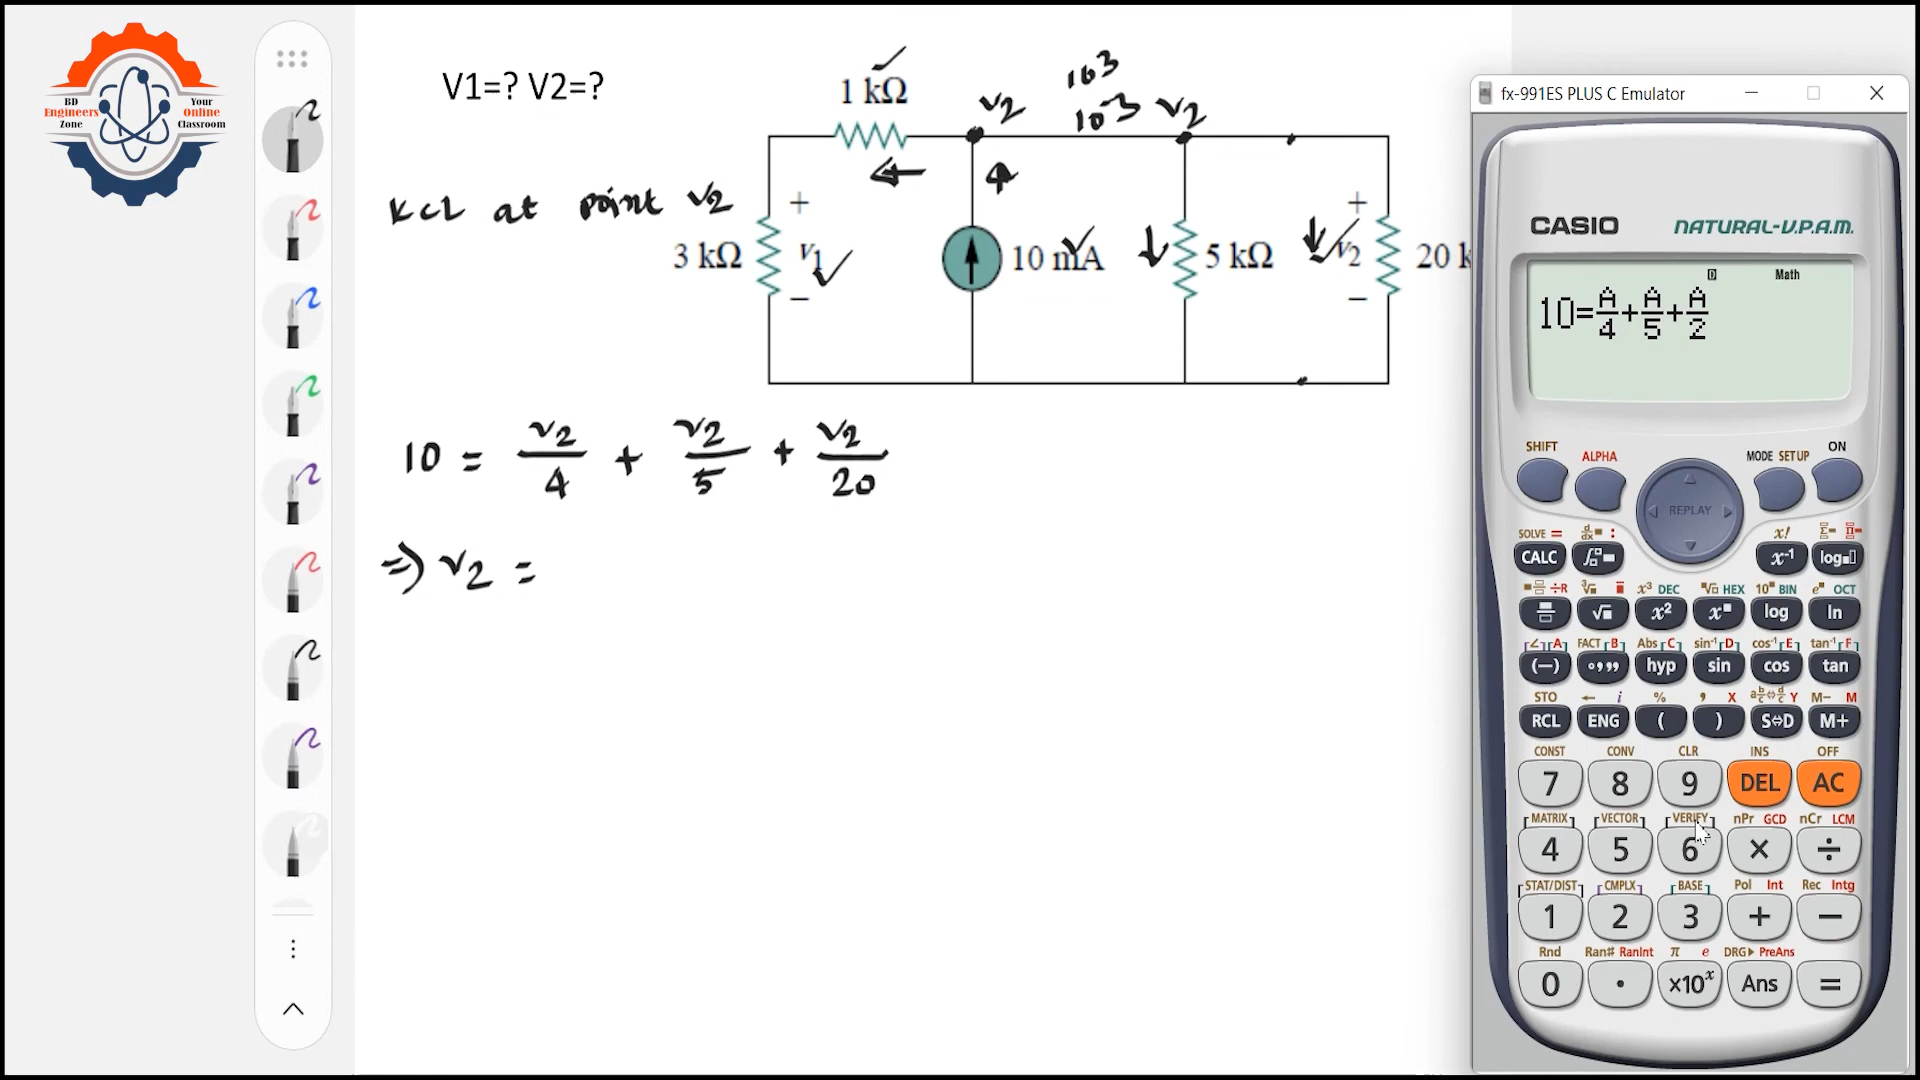 BD
Engineers
Zone
Your
Online
Classroom
V1=? V2=?
1 kΩ
v2
10³
10⁻³
v2
KCL at point v2
3 kΩ
+
v1
−
10 mA
5 kΩ
+
v2
−
20 k
10 = v2/4 + v2/5 + v2/20
=> v2 =
fx-991ES PLUS C Emulator
CASIO
NATURAL-V.P.A.M.
D Math
10=A/4+A/5+A/2
SHIFT ALPHA MODE SETUP ON
REPLAY
SOLVE = d/dx : x! Σ Π
CALC ∫ x⁻¹ log
÷R ³√ x³ DEC √ HEX 10 BIN e OCT
√ x² x log ln
∠ A FACT B Abs C sin⁻¹ D cos⁻¹ E tan⁻¹ F
(−) °,,, hyp sin cos tan
STO ← i % , X a b/c⇔d/c Y M− M
RCL ENG ( ) S⇔D M+
CONST CONV CLR INS OFF
7 8 9 DEL AC
MATRIX VECTOR VERIFY nPr GCD nCr LCM
4 5 6 × ÷
STAT/DIST CMPLX BASE Pol Int Rec Intg
1 2 3 + −
Rnd Ran# RanInt π e DRG▶ PreAns
0 . ×10ˣ Ans =